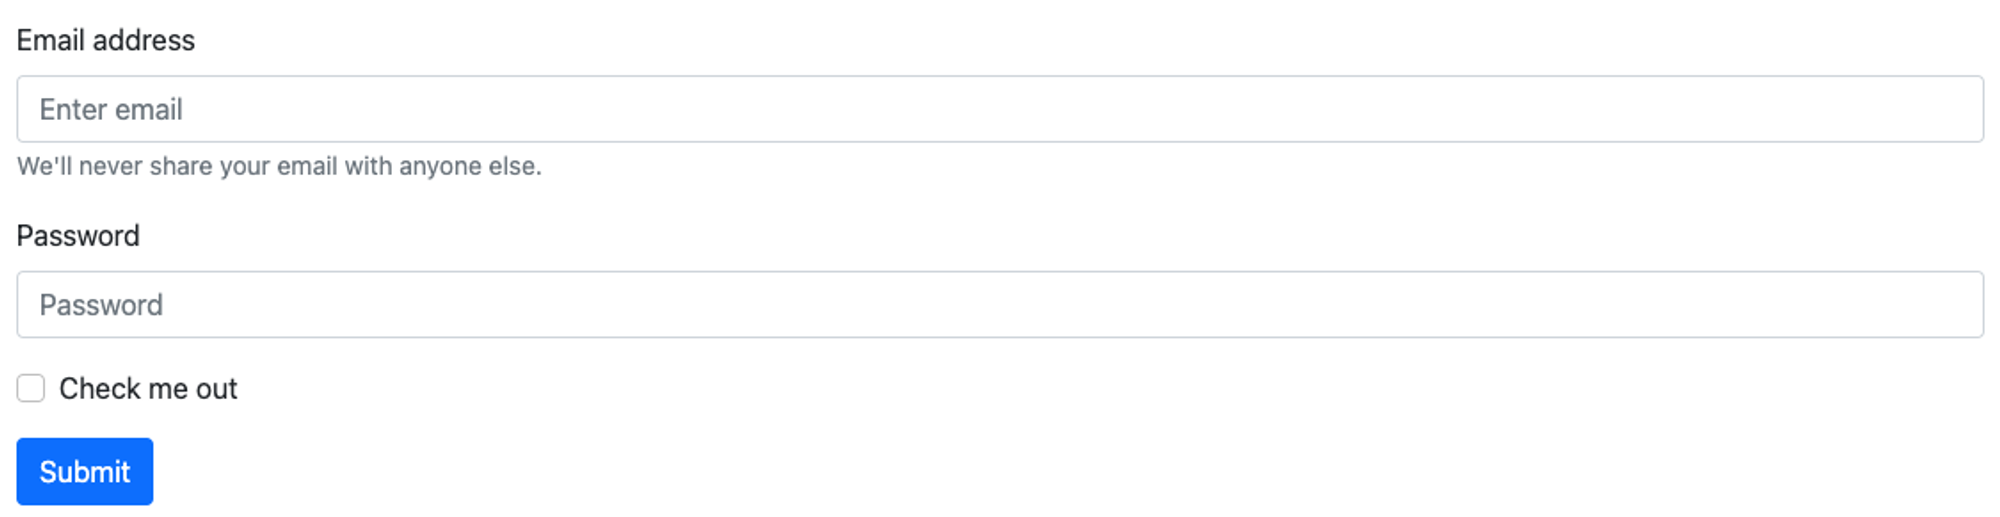 Email address
Enter email
We'll never share your email with anyone else.
Password
Password
Check me out
Submit